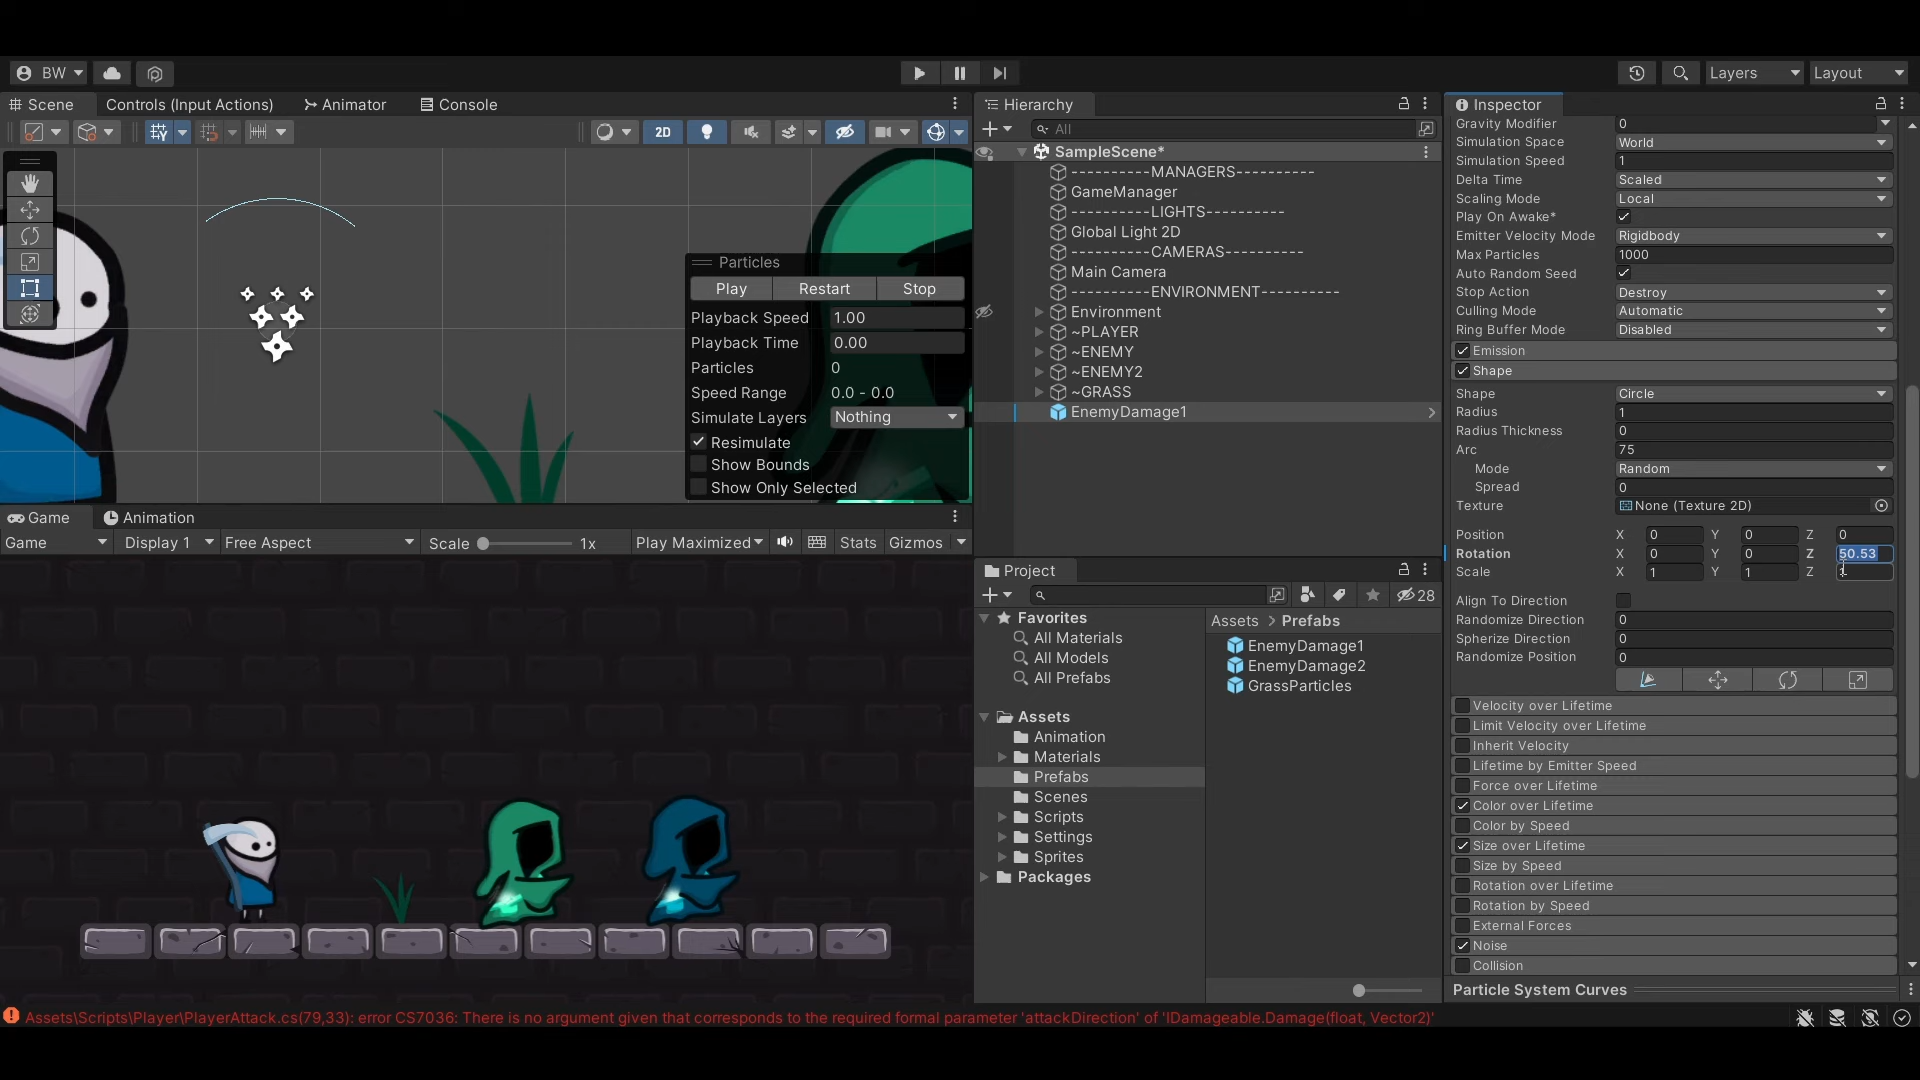 BW
Layers
Layout
Scene
Controls (Input Actions)
Animator
Console
2D
Particles
Play
Restart
Stop
Playback Speed
1.00
Playback Time
0.00
Particles
0
Speed Range
0.0 - 0.0
Simulate Layers
Nothing
Resimulate
Show Bounds
Show Only Selected
Game
Animation
Game
Display 1
Free Aspect
Scale
1x
Play Maximized
Stats
Gizmos
Hierarchy
All
SampleScene*
----------MANAGERS----------
GameManager
----------LIGHTS----------
Global Light 2D
----------CAMERAS----------
Main Camera
----------ENVIRONMENT----------
Environment
~PLAYER
~ENEMY
~ENEMY2
~GRASS
EnemyDamage1
Project
28
Favorites
All Materials
All Models
All Prefabs
Assets
Animation
Materials
Prefabs
Scenes
Scripts
Settings
Sprites
Packages
Assets > Prefabs
EnemyDamage1
EnemyDamage2
GrassParticles
Inspector
Gravity Modifier
0
Simulation Space
World
Simulation Speed
1
Delta Time
Scaled
Scaling Mode
Local
Play On Awake*
Emitter Velocity Mode
Rigidbody
Max Particles
1000
Auto Random Seed
Stop Action
Destroy
Culling Mode
Automatic
Ring Buffer Mode
Disabled
Emission
Shape
Shape
Circle
Radius
1
Radius Thickness
0
Arc
75
Mode
Random
Spread
0
Texture
None (Texture 2D)
Position X 0 Y 0 Z 0
Rotation X 0 Y 0 Z 50.53
Scale X 1 Y 1 Z 1
Align To Direction
Randomize Direction
0
Spherize Direction
0
Randomize Position
0
Velocity over Lifetime
Limit Velocity over Lifetime
Inherit Velocity
Lifetime by Emitter Speed
Force over Lifetime
Color over Lifetime
Color by Speed
Size over Lifetime
Size by Speed
Rotation over Lifetime
Rotation by Speed
External Forces
Noise
Collision
Particle System Curves
Assets\Scripts\Player\PlayerAttack.cs(79,33): error CS7036: There is no argument given that corresponds to the required formal parameter 'attackDirection' of 'IDamageable.Damage(float, Vector2)'